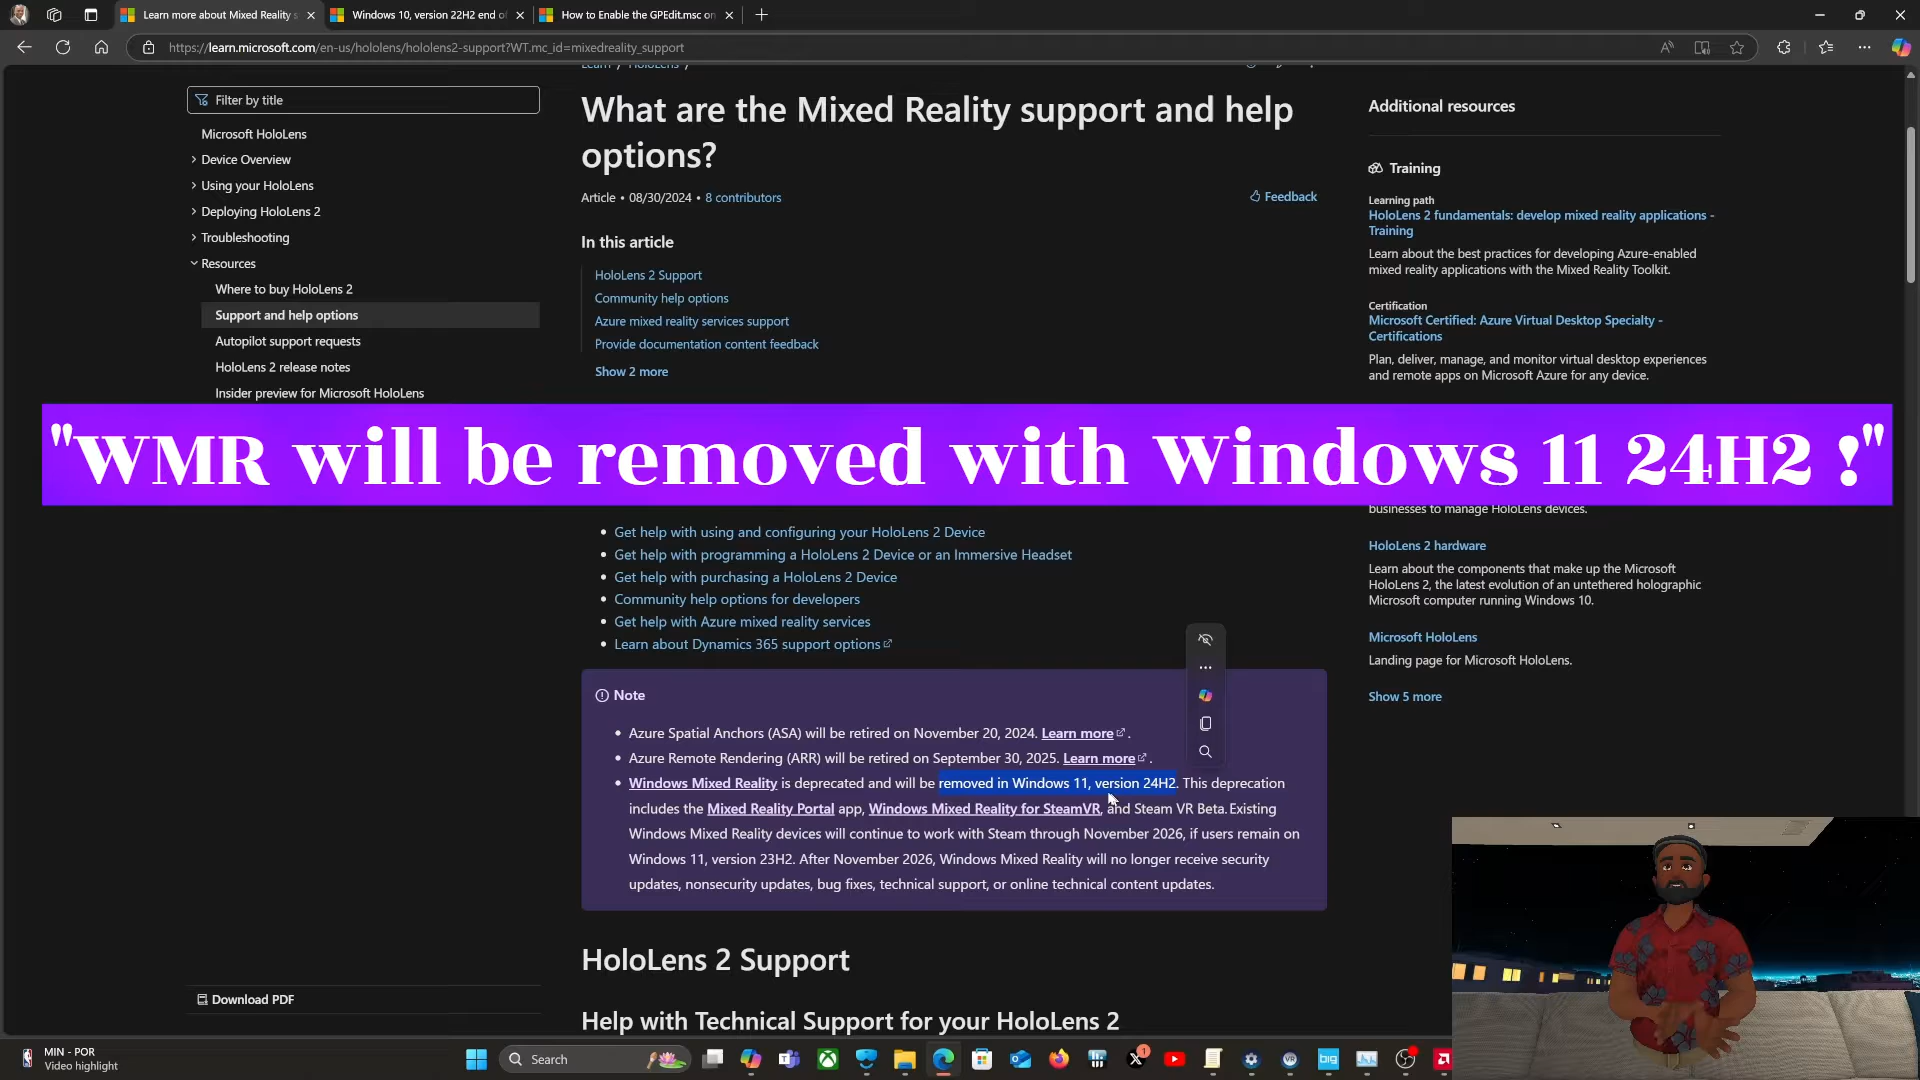 Learn more about Mixed Reality s
Windows 10, version 22H2 end of
How to Enable the GPEdit.msc on
https://learn.microsoft.com/en-us/hololens/hololens2-support?WT.mc_id=mixedreality_support
Learn / HoloLens /
Filter by title
Microsoft HoloLens
Device Overview
Using your HoloLens
Deploying HoloLens 2
Troubleshooting
Resources
Where to buy HoloLens 2
Support and help options
Autopilot support requests
HoloLens 2 release notes
Insider preview for Microsoft HoloLens
Download PDF
What are the Mixed Reality support and help
options?
Article • 08/30/2024 • 8 contributors
Feedback
In this article
HoloLens 2 Support
Community help options
Azure mixed reality services support
Provide documentation content feedback
Show 2 more
"WMR will be removed with Windows 11 24H2 !"
• Get help with using and configuring your HoloLens 2 Device
• Get help with programming a HoloLens 2 Device or an Immersive Headset
• Get help with purchasing a HoloLens 2 Device
• Community help options for developers
• Get help with Azure mixed reality services
• Learn about Dynamics 365 support options
Note
• Azure Spatial Anchors (ASA) will be retired on November 20, 2024. Learn more .
• Azure Remote Rendering (ARR) will be retired on September 30, 2025. Learn more .
• Windows Mixed Reality is deprecated and will be removed in Windows 11, version 24H2. This deprecation
includes the Mixed Reality Portal app, Windows Mixed Reality for SteamVR, and Steam VR Beta. Existing
Windows Mixed Reality devices will continue to work with Steam through November 2026, if users remain on
Windows 11, version 23H2. After November 2026, Windows Mixed Reality will no longer receive security
updates, nonsecurity updates, bug fixes, technical support, or online technical content updates.
HoloLens 2 Support
Help with Technical Support for your HoloLens 2
Additional resources
Training
Learning path
HoloLens 2 fundamentals: develop mixed reality applications -
Training
Learn about the best practices for developing Azure-enabled
mixed reality applications with the Mixed Reality Toolkit.
Certification
Microsoft Certified: Azure Virtual Desktop Specialty -
Certifications
Plan, deliver, manage, and monitor virtual desktop experiences
and remote apps on Microsoft Azure for any device.
businesses to manage HoloLens devices.
HoloLens 2 hardware
Learn about the components that make up the Microsoft
HoloLens 2, the latest evolution of an untethered holographic
Microsoft computer running Windows 10.
Microsoft HoloLens
Landing page for Microsoft HoloLens.
Show 5 more
MIN - POR
Video highlight
Search
1
big